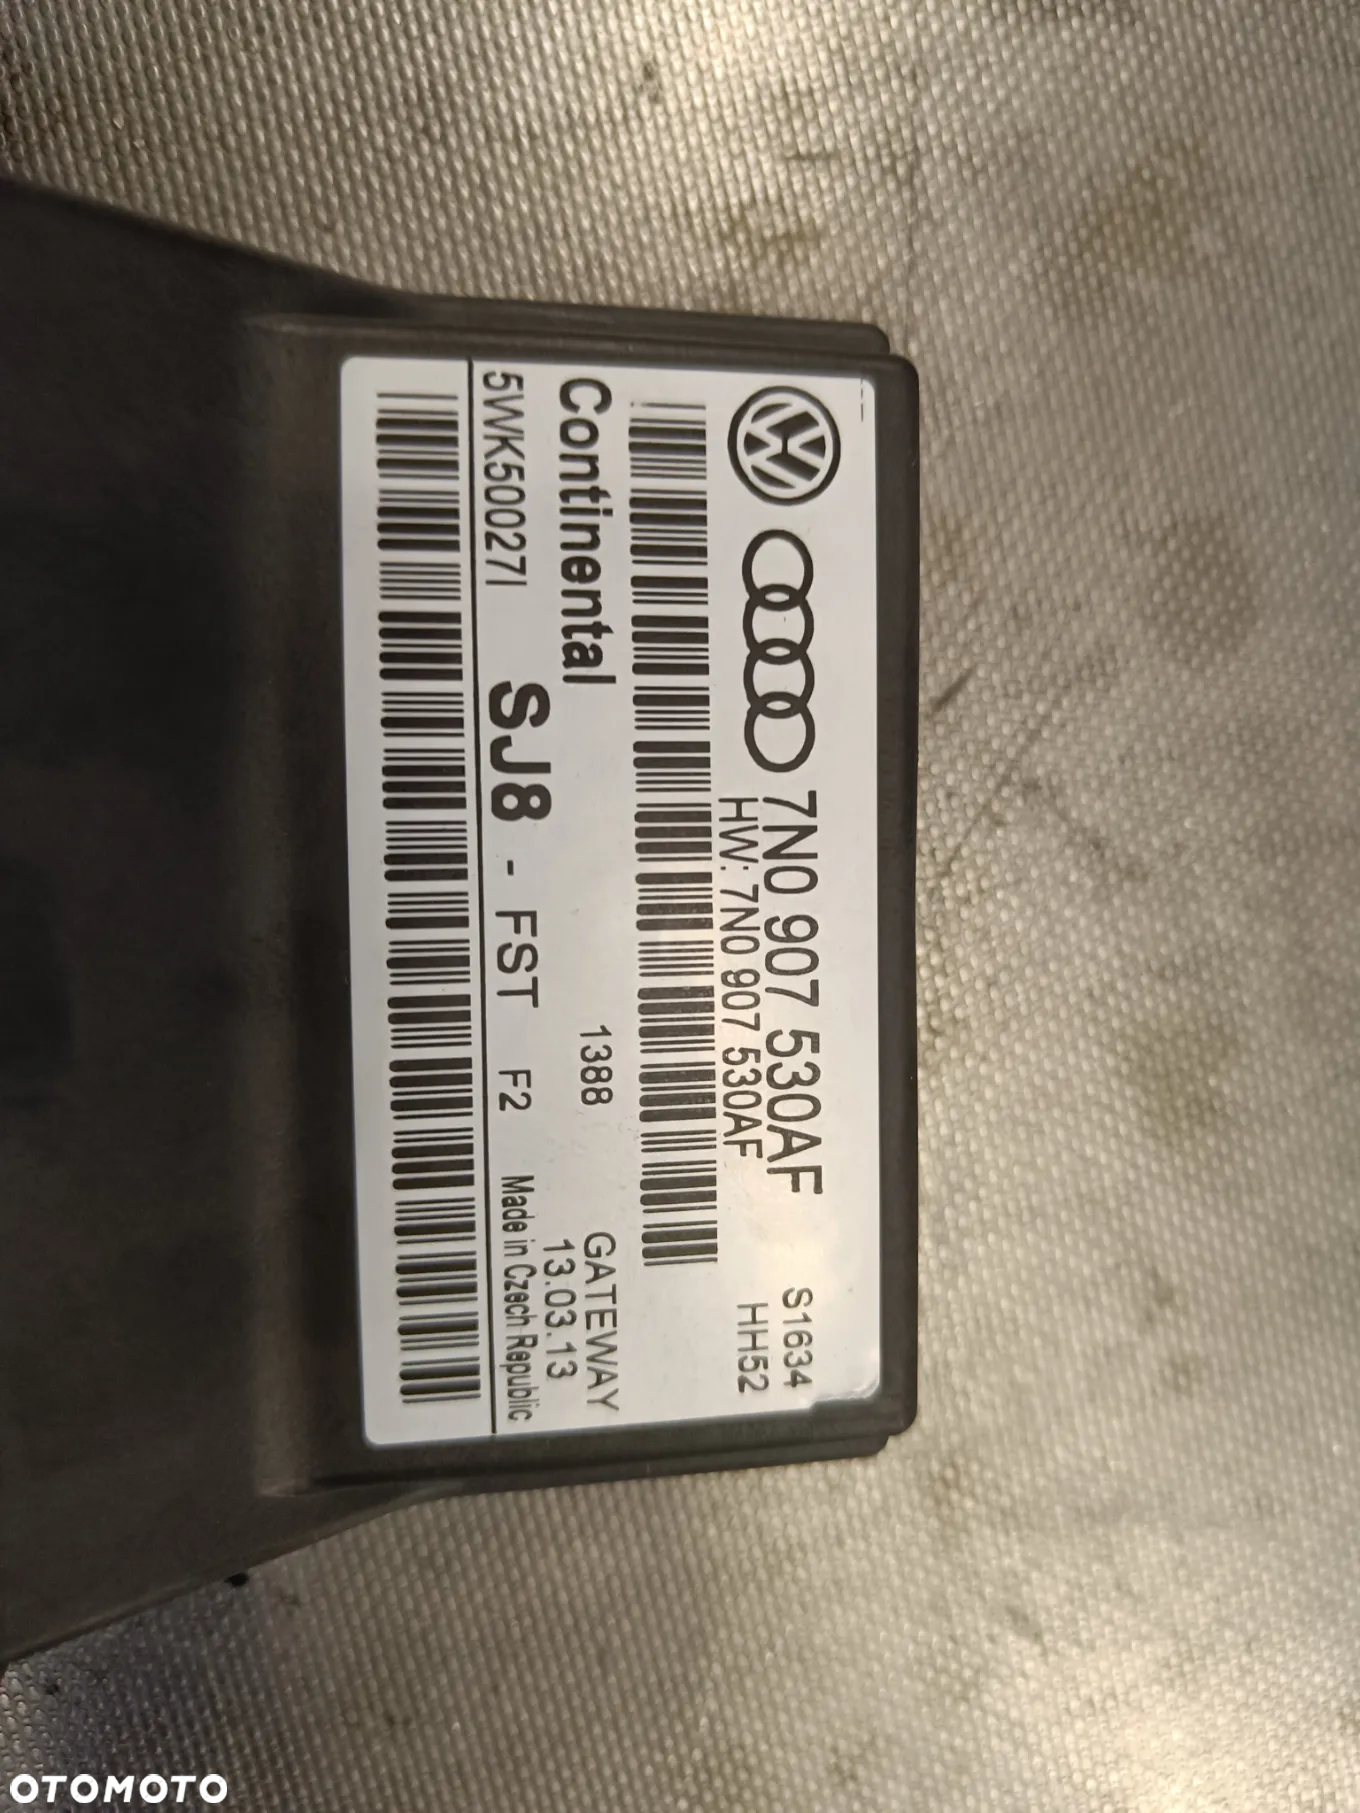 7N0 907 530AF S1634
HW: 7N0 907 530AF HH52
Continental 1388 GATEWAY
13.03.13
5WK50027I SJ8 - FST F2 Made in Czech Republic
OTOMOTO